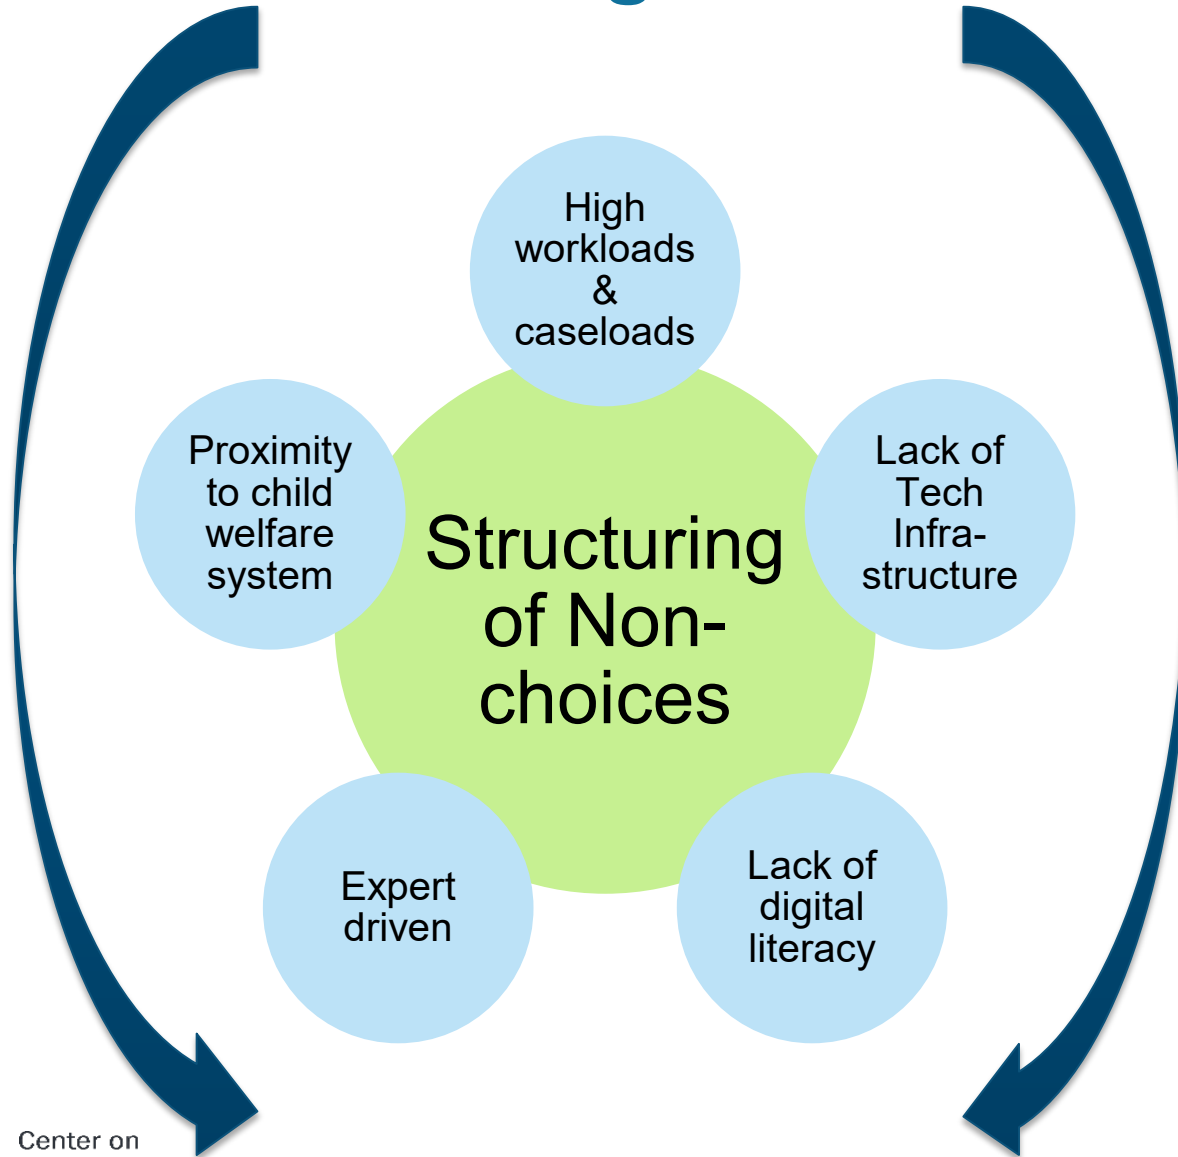 High
workloads
&
caseloads
Proximity
to child
welfare
system
Lack of
Tech
Infra-
structure
Structuring
of Non-
choices
Expert
driven
Lack of
digital
literacy
Center on